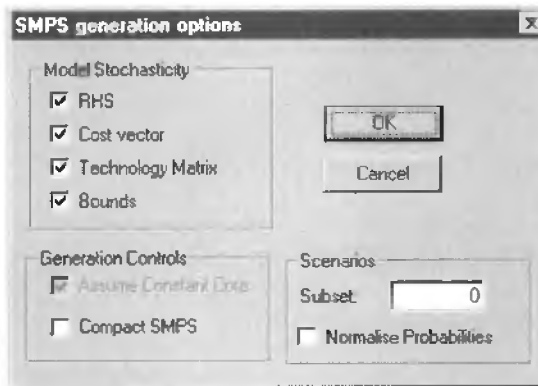 SMPS generation options
Model Stochasticity
RHS
Cost vector
Technology Matrix
Bounds
OK
Cancel
Generation Controls
Assume Constant Core
Compact SMPS
Scenarios
Subset: 0
Normalise Probabilities